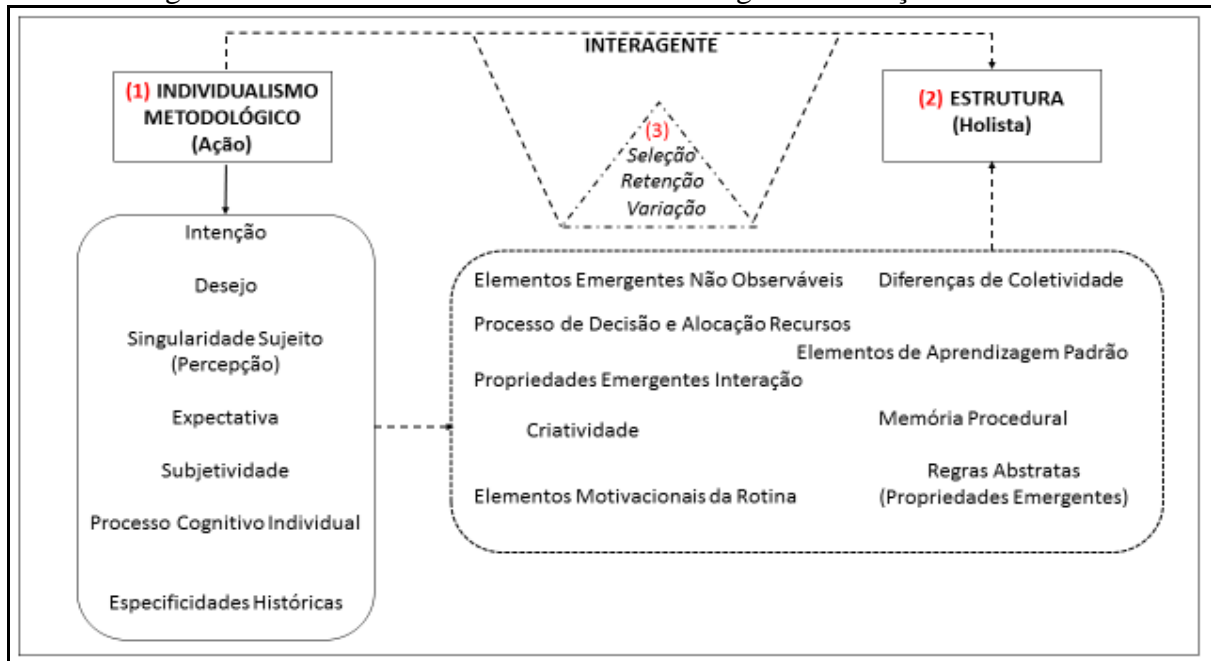 INTERAGENTE
(1) INDIVIDUALISMO
METODOLÓGICO
(Ação)
(2) ESTRUTURA
(Holista)
(3)
Seleção
Retenção
Variação
Intenção
Desejo
Singularidade Sujeito
(Percepção)
Expectativa
Subjetividade
Processo Cognitivo Individual
Especificidades Históricas
Elementos Emergentes Não Observáveis
Diferenças de Coletividade
Processo de Decisão e Alocação Recursos
Elementos de Aprendizagem Padrão
Propriedades Emergentes Interação
Criatividade
Memória Procedural
Regras Abstratas
(Propriedades Emergentes)
Elementos Motivacionais da Rotina